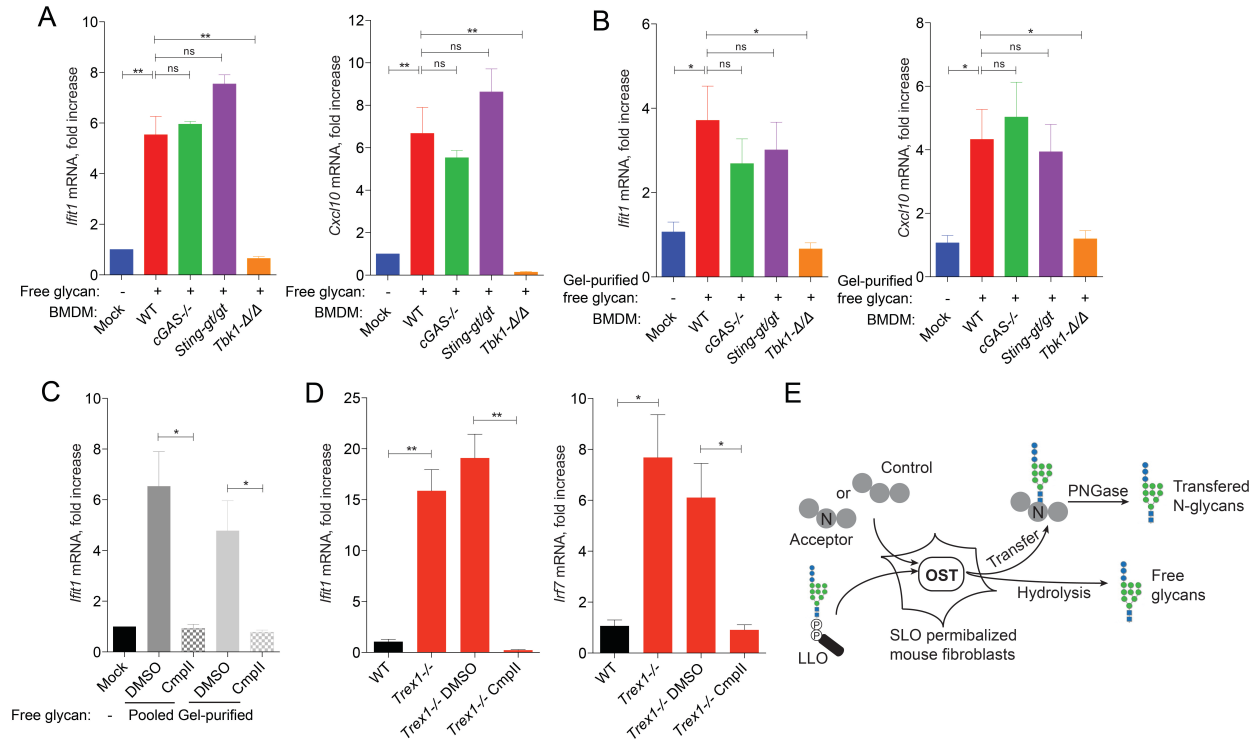 A
Ifit1 mRNA, fold increase
10
8
6
4
2
0
**
ns
** ns
Free glycan: - + + + +
BMDM:
Mock
WT
cGAS-/-
Sting-gt/gt
Tbk1-Δ/Δ
Cxcl10 mRNA, fold increase
12
10
8
6
4
2
0
**
ns
** ns
Free glycan: - + + + +
BMDM:
Mock
WT
cGAS-/-
Sting-gt/gt
Tbk1-Δ/Δ
B
Ifit1 mRNA, fold increase
6
4
2
0
*
ns
* ns
Gel-purified
free glycan: - + + + +
BMDM:
Mock
WT
cGAS-/-
Sting-gt/gt
Tbk1-Δ/Δ
Cxcl10 mRNA, fold increase
8
6
4
2
0
*
ns
* ns
Gel-purified
free glycan: - + + + +
BMDM:
Mock
WT
cGAS-/-
Sting-gt/gt
Tbk1-Δ/Δ
C
Ifit1 mRNA, fold increase
10
8
6
4
2
0
*
*
Mock
DMSO
CmpII
DMSO
CmpII
Free glycan: - Pooled Gel-purified
D
Ifit1 mRNA, fold increase
25
20
15
10
5
0
**
**
WT
Trex1-/-
Trex1-/- DMSO
Trex1-/- CmpII
Irf7 mRNA, fold increase
10
8
6
4
2
0
*
*
WT
Trex1-/-
Trex1-/- DMSO
Trex1-/- CmpII
E
Control
or
N
Acceptor
P
P
LLO
OST
SLO permibalized
mouse fibroblasts
Transfer
Hydrolysis
N
PNGase
Transfered
N-glycans
Free
glycans